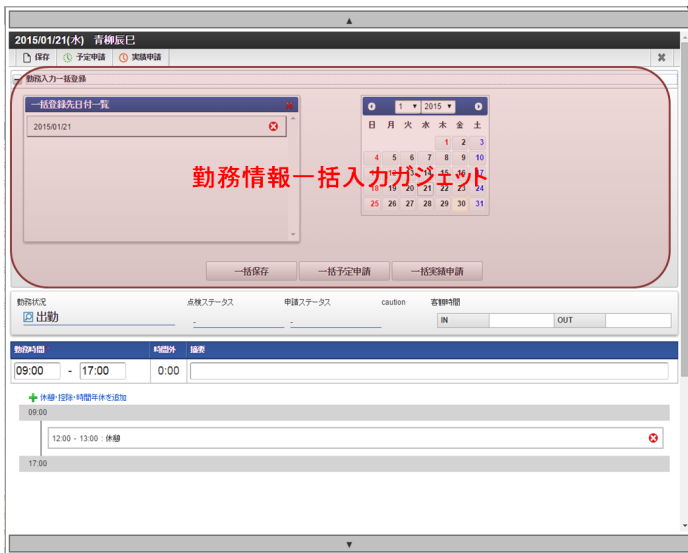 ▲
2015/01/21(水) 青柳辰巳
保存 予定申請 実績申請
勤務入力一括登録
一括登録先日付一覧
2015/01/21
1 ▼ 2015 ▼
日 月 火 水 木 金 土
1 2 3
4 5 6 7 8 9 10
11 12 13 14 15 16 17
18 19 20 21 22 23 24
25 26 27 28 29 30 31
勤務情報一括入力ガジェット
一括保存 一括予定申請 一括実績申請
勤務状況 点検ステータス 申請ステータス caution 客観時間
出勤 - - IN OUT
勤務時間 時間外 摘要
09:00 - 17:00 0:00
休憩・控除・時間年休を追加
09:00
12:00 - 13:00 : 休憩
17:00
▼